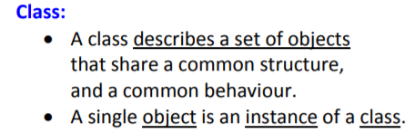 Class:
• A class describes a set of objects
that share a common structure,
and a common behaviour.
• A single object is an instance of a class.